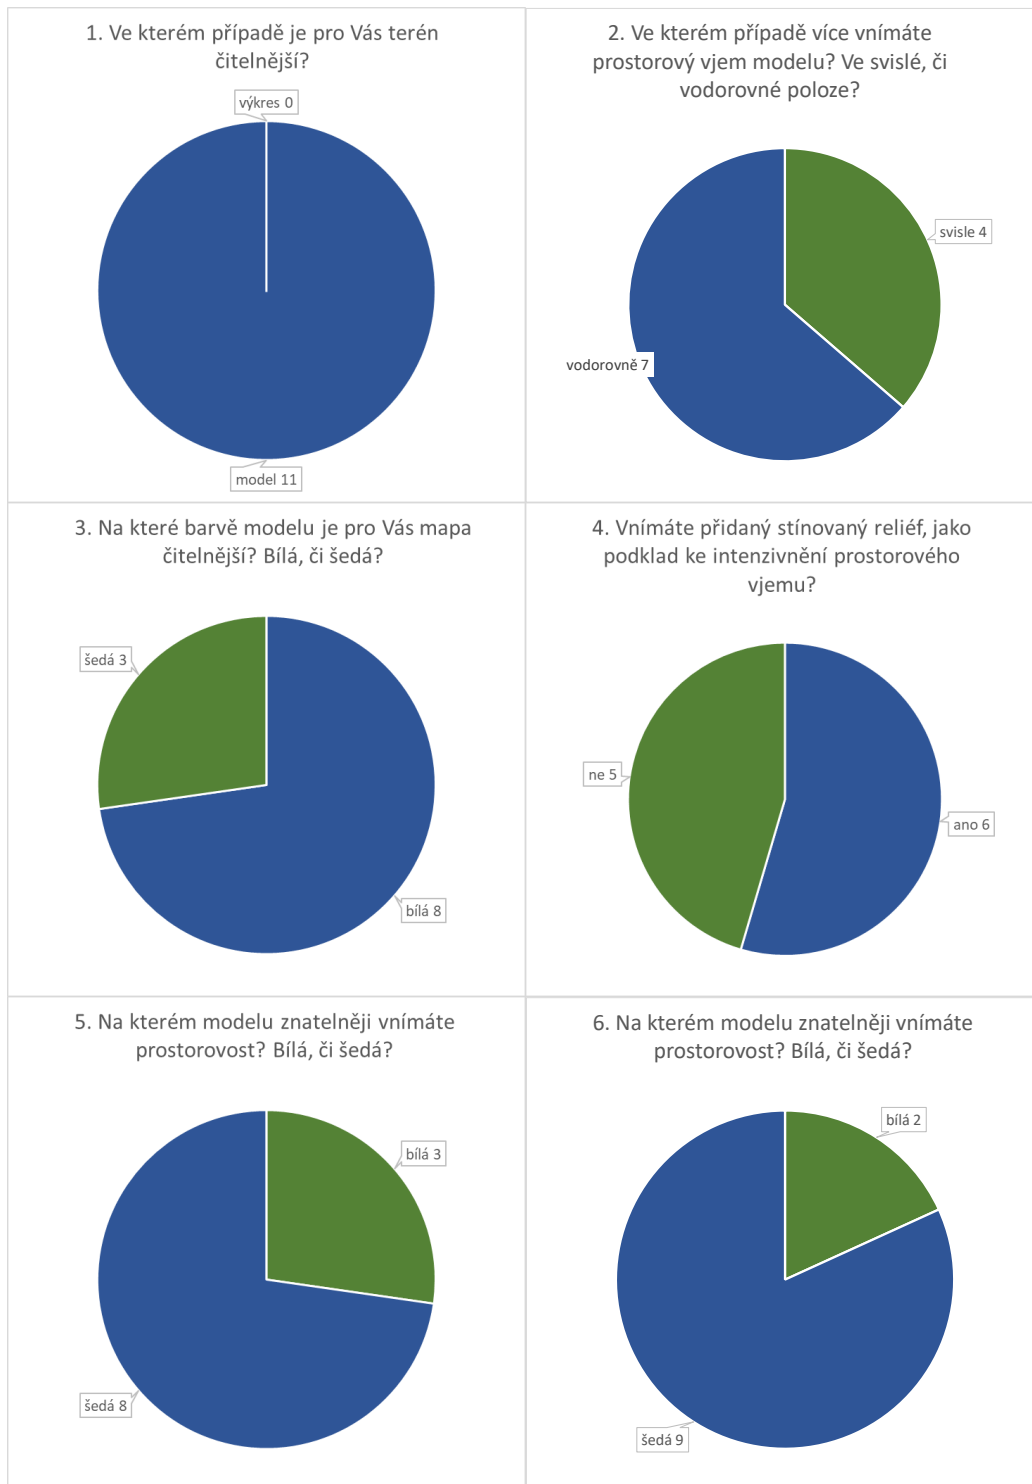 1. Ve kterém případě je pro Vás terén
čitelnější?
výkres 0
model 11
2. Ve kterém případě více vnímáte
prostorový vjem modelu? Ve svislé, či
vodorovné poloze?
svisle 4
vodorovně 7
3. Na které barvě modelu je pro Vás mapa
čitelnější? Bílá, či šedá?
šedá 3
bílá 8
4. Vnímáte přidaný stínovaný reliéf, jako
podklad ke intenzivnění prostorového
vjemu?
ne 5
ano 6
5. Na kterém modelu znatelněji vnímáte
prostorovost? Bílá, či šedá?
bílá 3
šedá 8
6. Na kterém modelu znatelněji vnímáte
prostorovost? Bílá, či šedá?
bílá 2
šedá 9